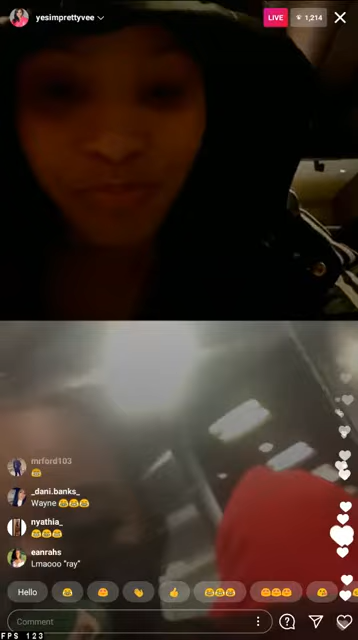 yesimprettyvee
LIVE
1,214
mrford103
_dani.banks_
Wayne
nyathia_
eanrahs
Lmaooo "ray"
Hello
Comment
FPS 123